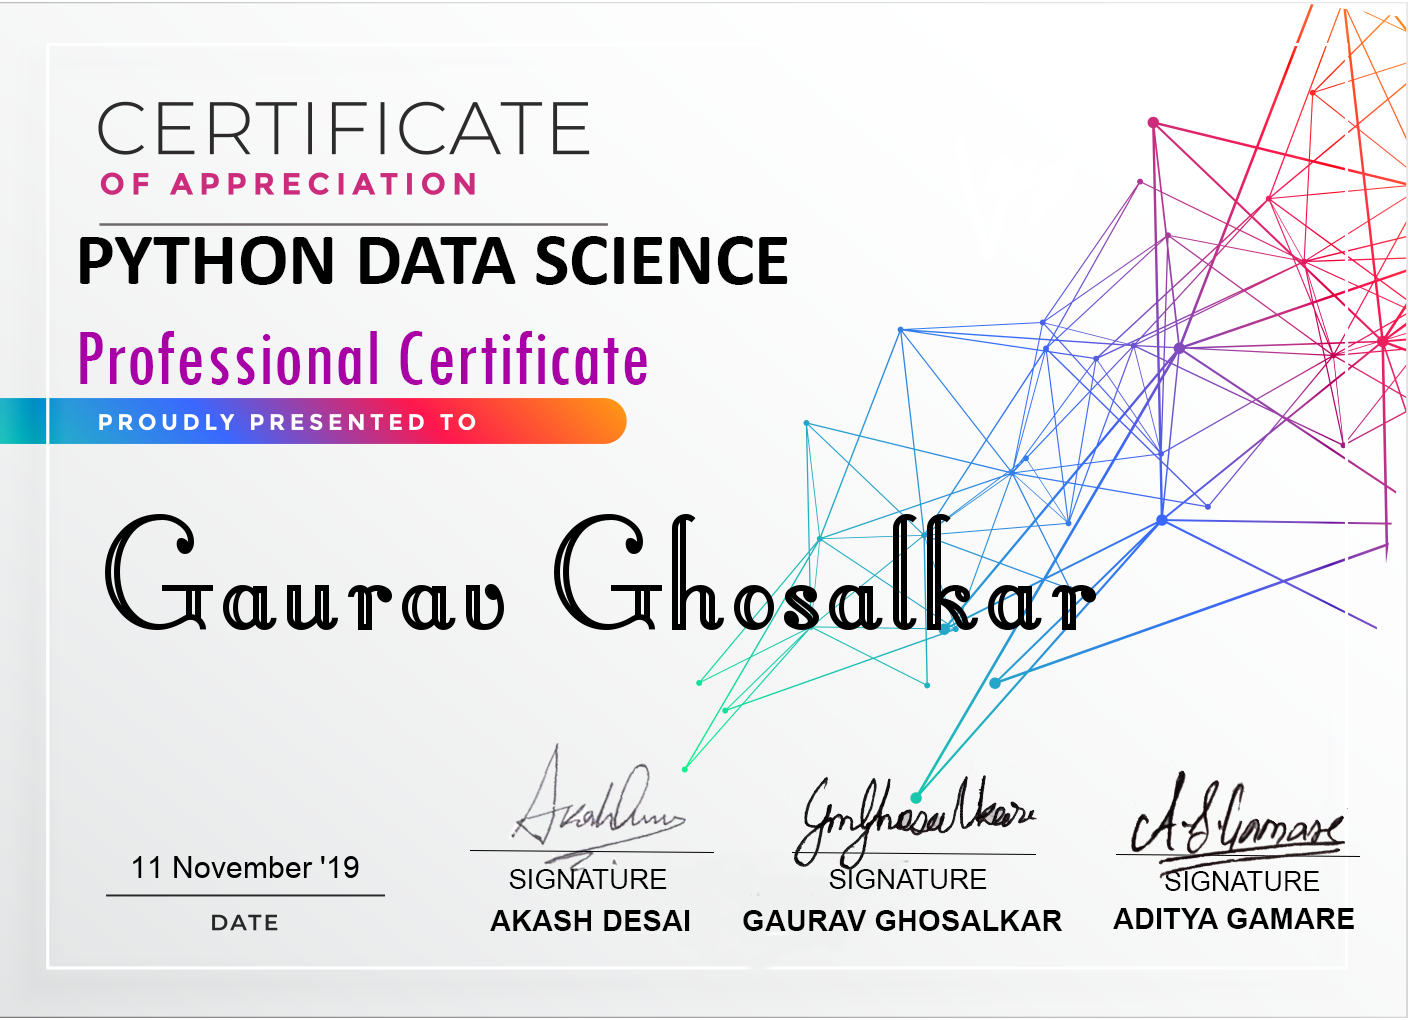 CERTIFICATE
OF APPRECIATION
PYTHON DATA SCIENCE
Professional Certificate
PROUDLY PRESENTED TO
Gaurav Ghosalkar
11 November '19
DATE
SIGNATURE
AKASH DESAI
GmGhosalkar
SIGNATURE
GAURAV GHOSALKAR
A.S.Gamare
SIGNATURE
ADITYA GAMARE